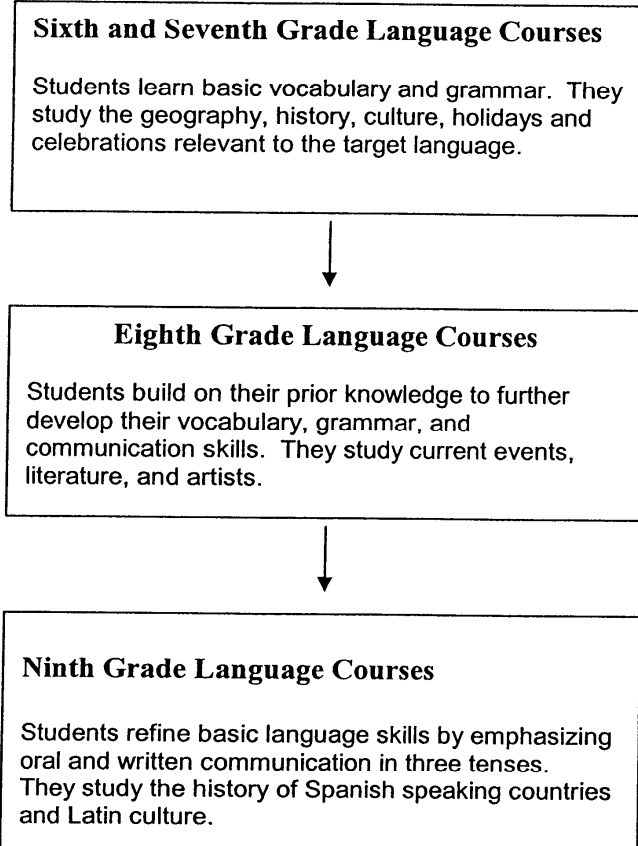 Sixth and Seventh Grade Language Courses
Students learn basic vocabulary and grammar. They
study the geography, history, culture, holidays and
celebrations relevant to the target language.
Eighth Grade Language Courses
Students build on their prior knowledge to further
develop their vocabulary, grammar, and
communication skills. They study current events,
literature, and artists.
Ninth Grade Language Courses
Students refine basic language skills by emphasizing
oral and written communication in three tenses.
They study the history of Spanish speaking countries
and Latin culture.